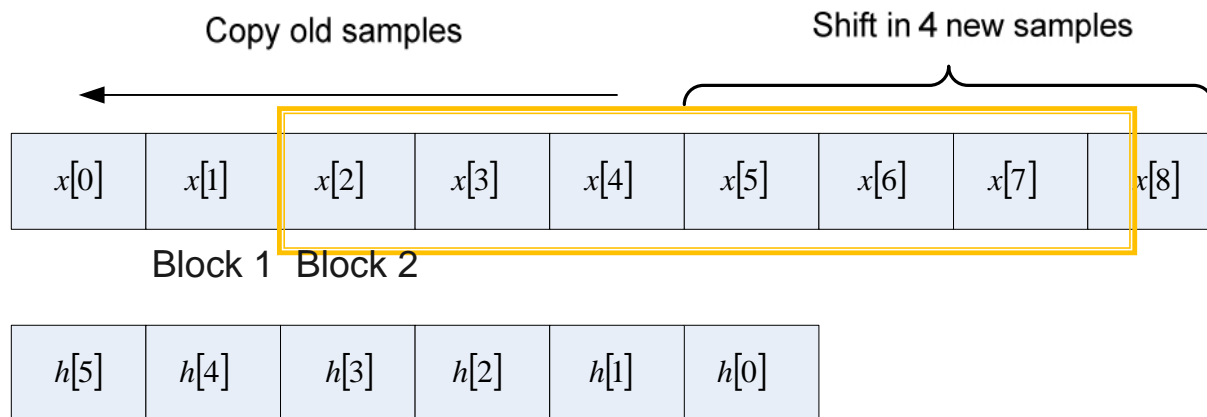 Copy old samples
Shift in 4 new samples
x[0] x[1] x[2] x[3] x[4] x[5] x[6] x[7] x[8]
Block 1 Block 2
h[5] h[4] h[3] h[2] h[1] h[0]